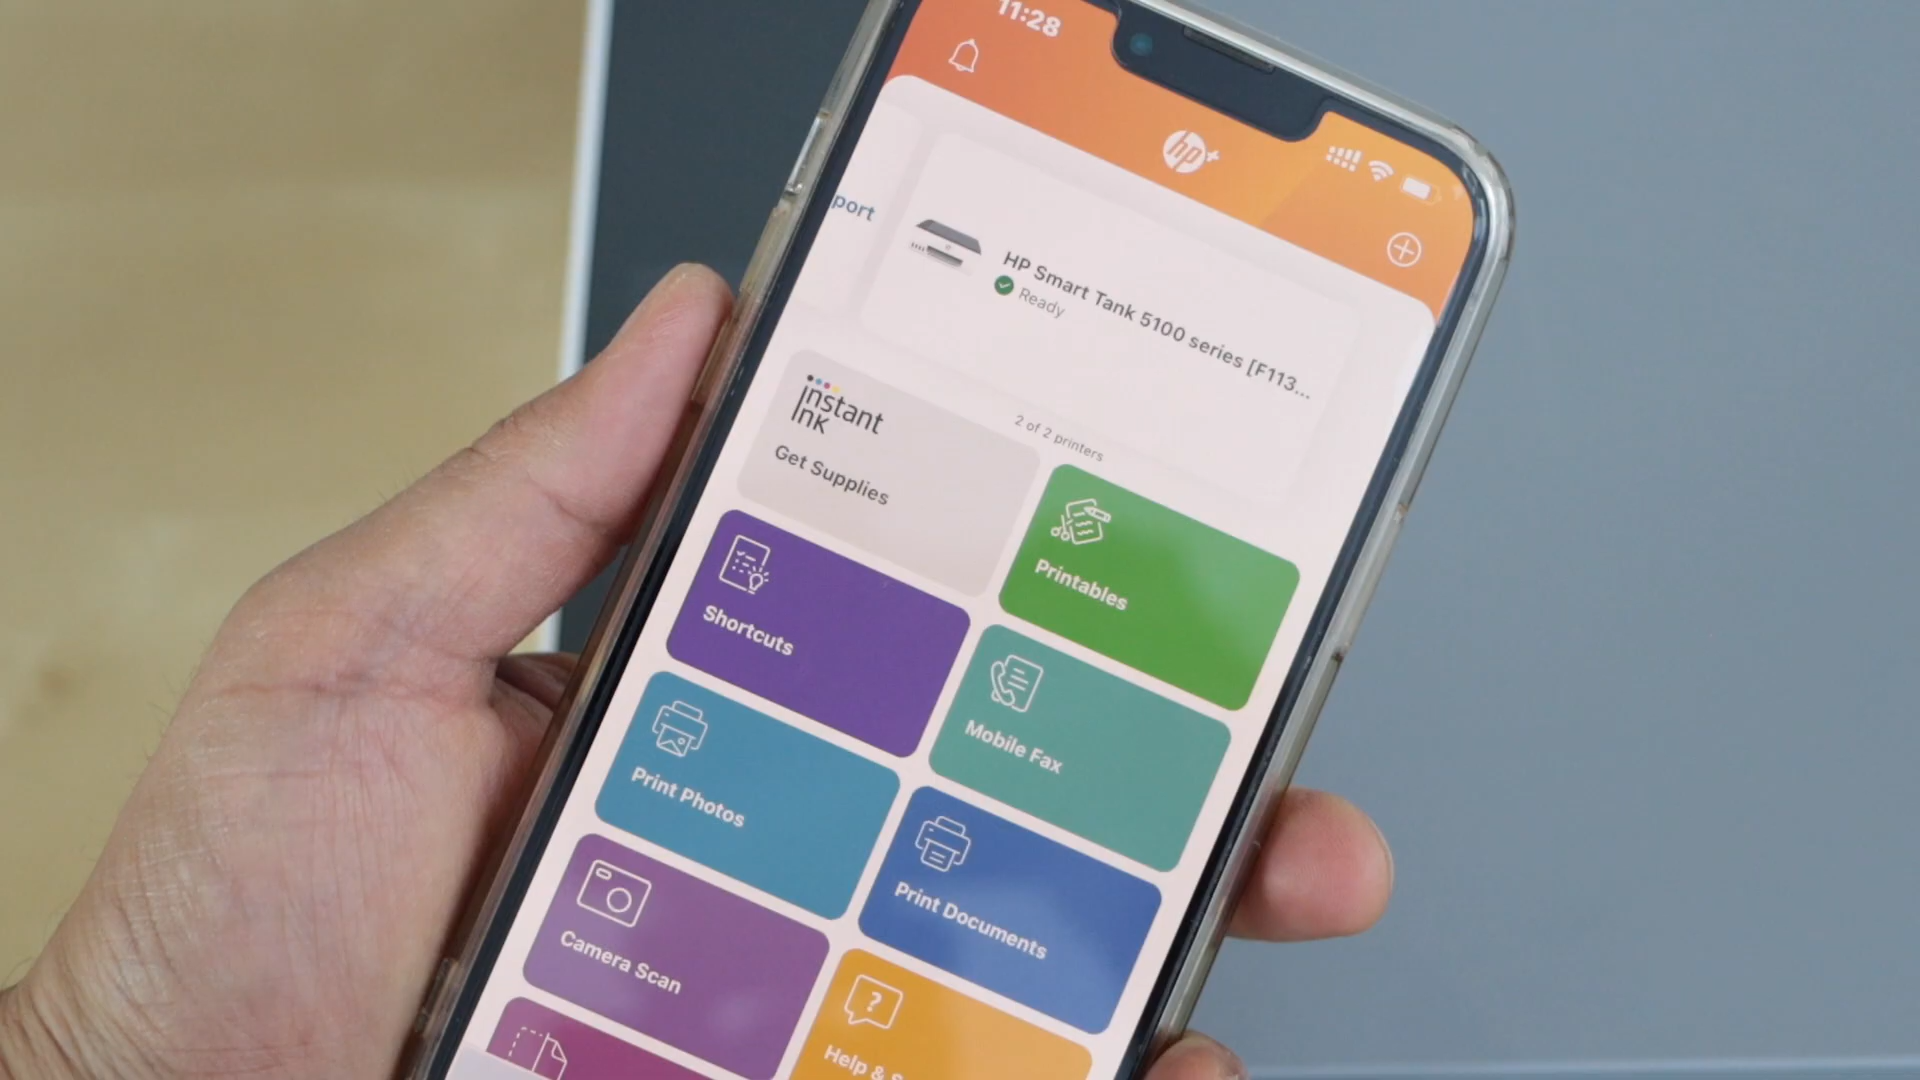 11:28
hp+
port
HP Smart Tank 5100 series [F113...
Ready
2 of 2 printers
Instant
Ink
Get Supplies
Printables
Shortcuts
Mobile Fax
Print Photos
Print Documents
Camera Scan
?
Help &